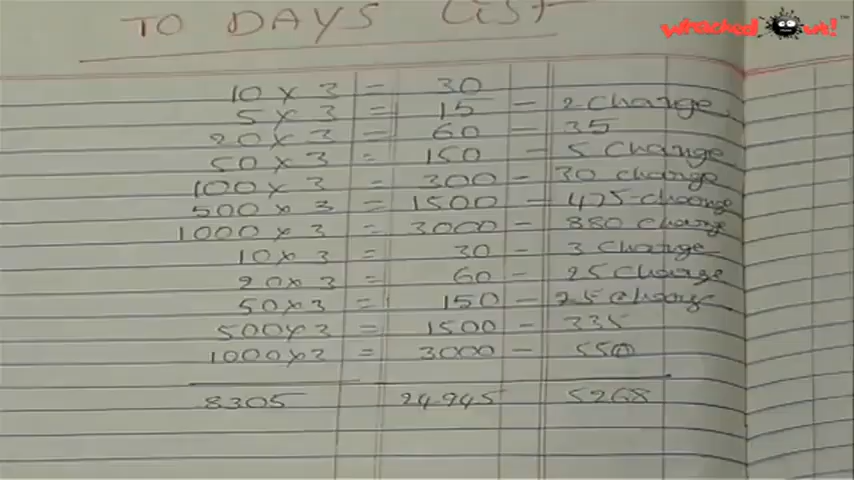 TO DAYS LIST
whacked out!™
10 x 3 = 30
5 x 3 = 15 - 2 change
20 x 3 = 60 - 35
50 x 3 = 150 - 5 change
100 x 3 = 300 - 30 change
500 x 3 = 1500 - 475 change
1000 x 3 = 3000 - 880 change
10 x 3 = 30 - 3 change
20 x 3 = 60 - 25 change
50 x 3 = 150 - 25 change
500 x 3 = 1500 - 335
1000 x 3 = 3000 - 550
8305 24945 5268